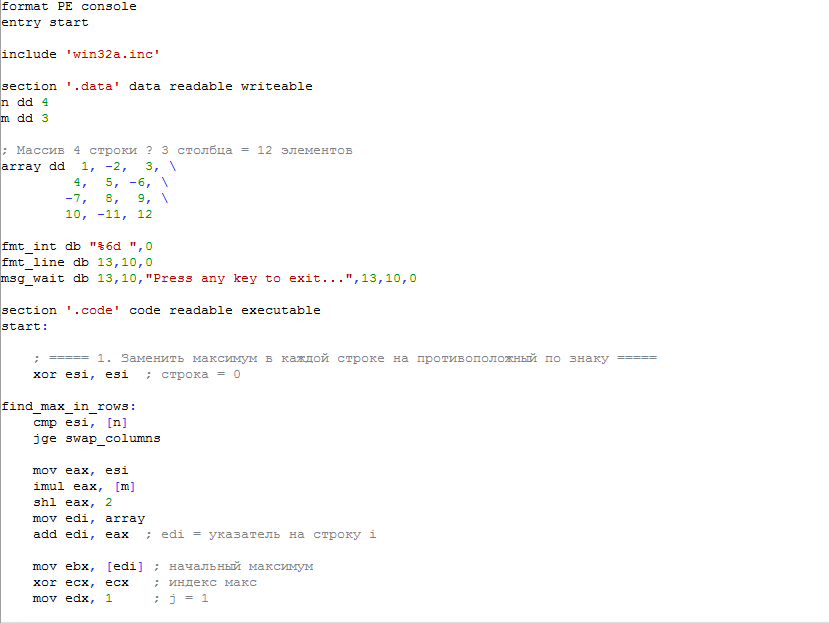 format PE console
entry start

include 'win32a.inc'

section '.data' data readable writeable
n dd 4
m dd 3

; Массив 4 строки ? 3 столбца = 12 элементов
array dd  1, -2,  3, \
         4,  5, -6, \
        -7,  8,  9, \
        10, -11, 12

fmt_int db "%6d ",0
fmt_line db 13,10,0
msg_wait db 13,10,"Press any key to exit...",13,10,0

section '.code' code readable executable
start:

    ; ===== 1. Заменить максимум в каждой строке на противоположный по знаку =====
    xor esi, esi  ; строка = 0

find_max_in_rows:
    cmp esi, [n]
    jge swap_columns

    mov eax, esi
    imul eax, [m]
    shl eax, 2
    mov edi, array
    add edi, eax  ; edi = указатель на строку i

    mov ebx, [edi] ; начальный максимум
    xor ecx, ecx   ; индекс макс
    mov edx, 1     ; j = 1